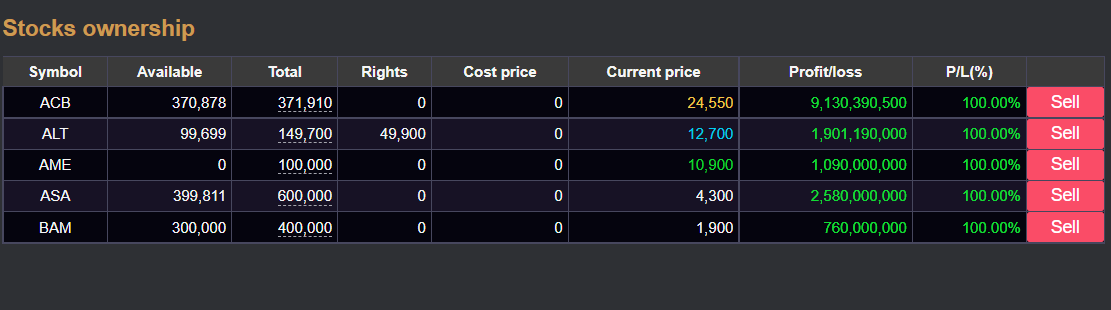 Stocks ownership
Symbol Available Total Rights Cost price Current price Profit/loss P/L(%)
ACB 370,878 371,910 0 0 24,550 9,130,390,500 100.00% Sell
ALT 99,699 149,700 49,900 0 12,700 1,901,190,000 100.00% Sell
AME 0 100,000 0 0 10,900 1,090,000,000 100.00% Sell
ASA 399,811 600,000 0 0 4,300 2,580,000,000 100.00% Sell
BAM 300,000 400,000 0 0 1,900 760,000,000 100.00% Sell